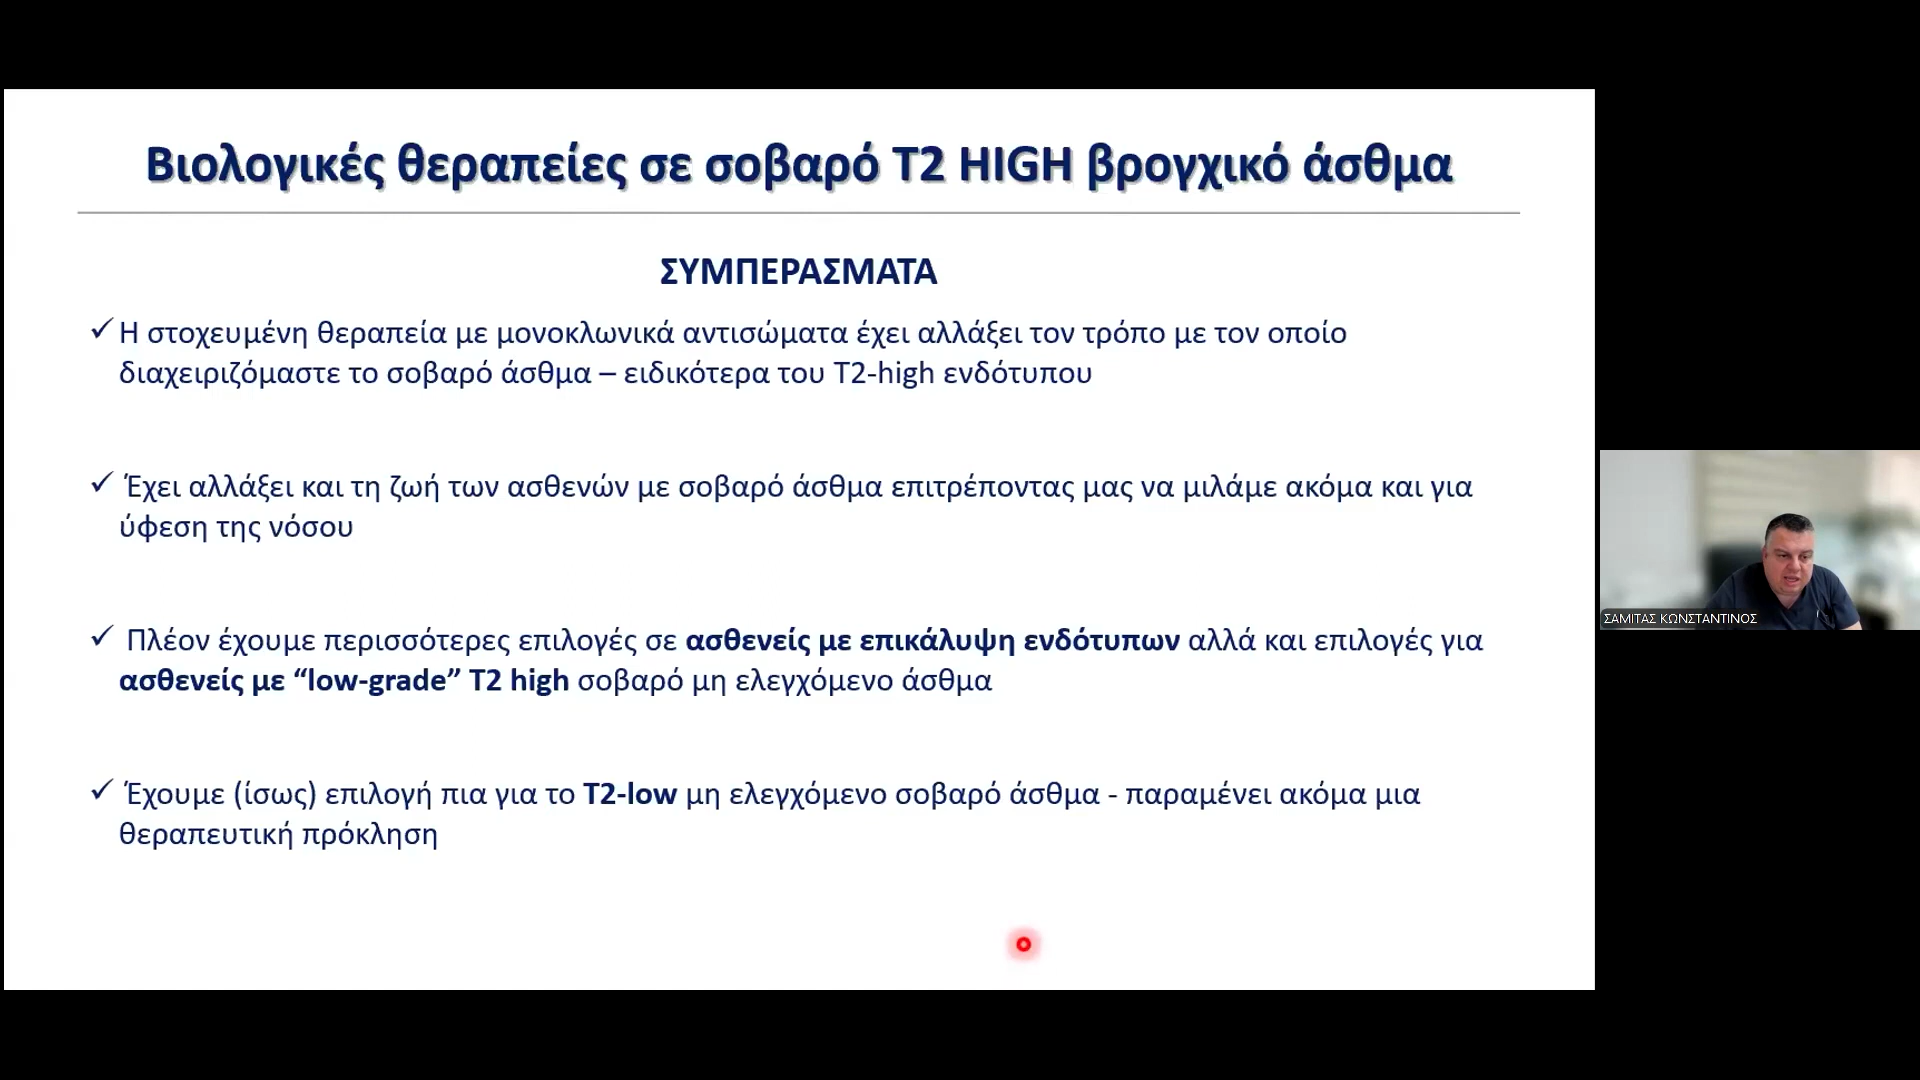 Βιολογικές θεραπείες σε σοβαρό T2 HIGH βρογχικό άσθμα
ΣΥΜΠΕΡΑΣΜΑΤΑ
✓ Η στοχευμένη θεραπεία με μονοκλωνικά αντισώματα έχει αλλάξει τον τρόπο με τον οποίο
διαχειριζόμαστε το σοβαρό άσθμα – ειδικότερα του T2-high ενδότυπου
✓ Έχει αλλάξει και τη ζωή των ασθενών με σοβαρό άσθμα επιτρέποντας μας να μιλάμε ακόμα και για
ύφεση της νόσου
✓ Πλέον έχουμε περισσότερες επιλογές σε ασθενείς με επικάλυψη ενδότυπων αλλά και επιλογές για
ασθενείς με “low-grade” T2 high σοβαρό μη ελεγχόμενο άσθμα
✓ Έχουμε (ίσως) επιλογή πια για το T2-low μη ελεγχόμενο σοβαρό άσθμα - παραμένει ακόμα μια
θεραπευτική πρόκληση
ΣΑΜΙΤΑΣ ΚΩΝΣΤΑΝΤΙΝΟΣ